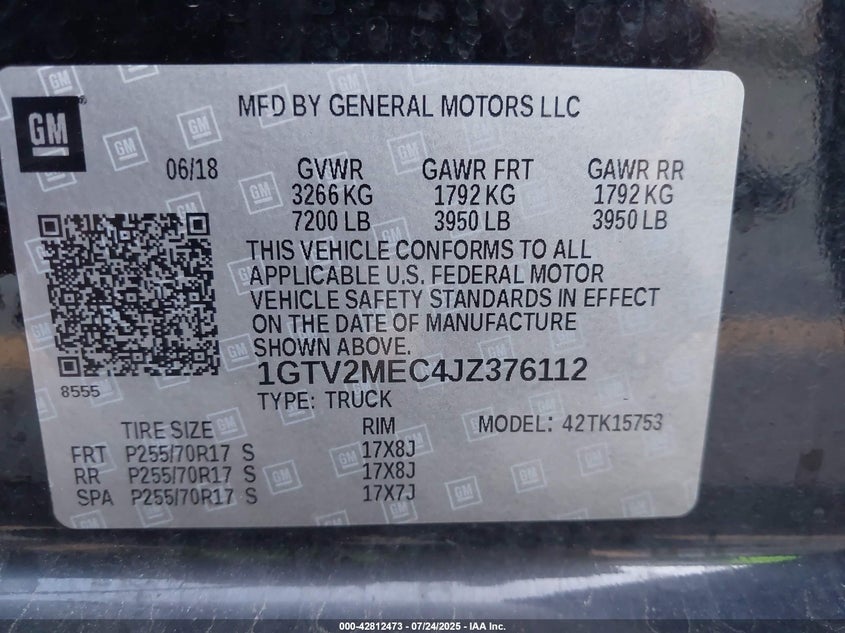 GM
MFD BY GENERAL MOTORS LLC
06/18 GVWR GAWR FRT GAWR RR
3266 KG 1792 KG 1792 KG
7200 LB 3950 LB 3950 LB
THIS VEHICLE CONFORMS TO ALL
APPLICABLE U.S. FEDERAL MOTOR
VEHICLE SAFETY STANDARDS IN EFFECT
ON THE DATE OF MANUFACTURE
SHOWN ABOVE.
8555
1GTV2MEC4JZ376112
TYPE: TRUCK
TIRE SIZE RIM MODEL: 42TK15753
FRT P255/70R17 S 17X8J
RR P255/70R17 S 17X8J
SPA P255/70R17 S 17X7J
000-42812473 - 07/24/2025 - IAA Inc.